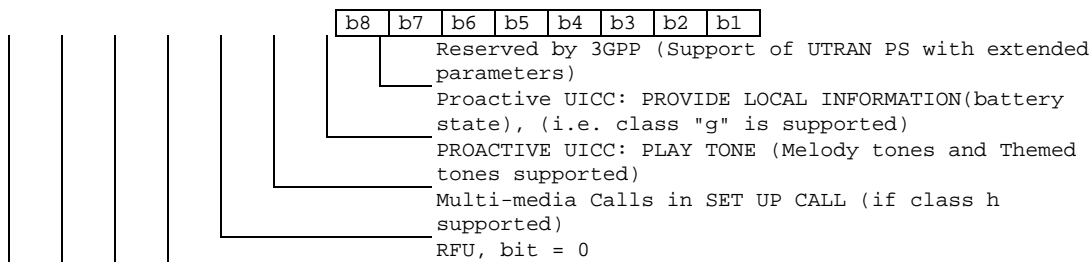 b8 b7 b6 b5 b4 b3 b2 b1
Reserved by 3GPP (Support of UTRAN PS with extended
parameters)
Proactive UICC: PROVIDE LOCAL INFORMATION(battery
state), (i.e. class "g" is supported)
PROACTIVE UICC: PLAY TONE (Melody tones and Themed
tones supported)
Multi-media Calls in SET UP CALL (if class h
supported)
RFU, bit = 0